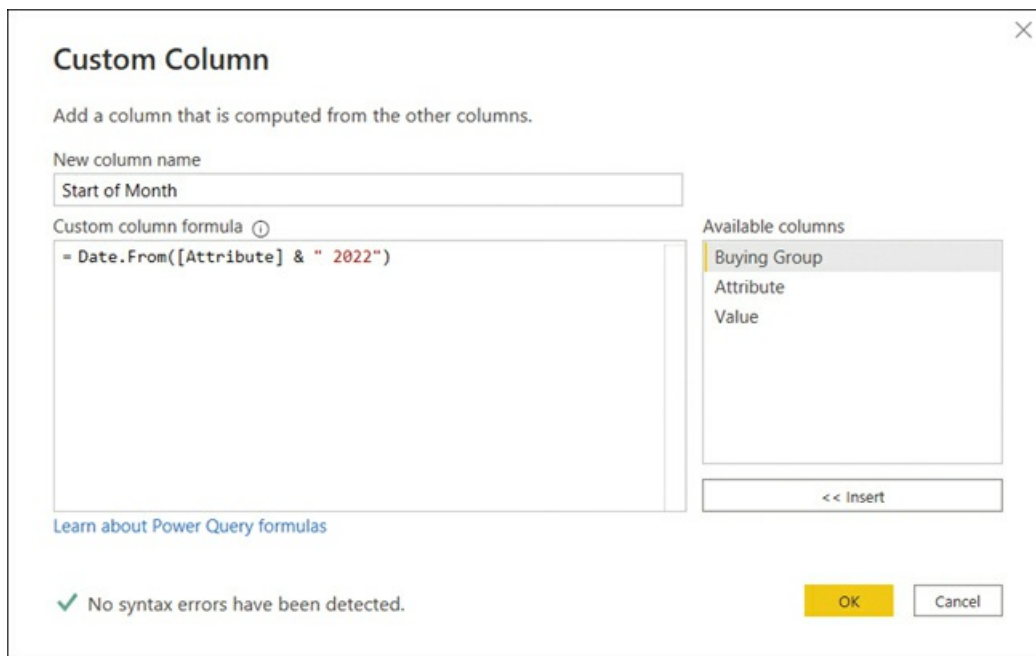 Custom Column
Add a column that is computed from the other columns.
New column name
Start of Month
Custom column formula
Available columns
= Date.From([Attribute] & " 2022")
Buying Group
Attribute
Value
<< Insert
Learn about Power Query formulas
No syntax errors have been detected.
OK
Cancel